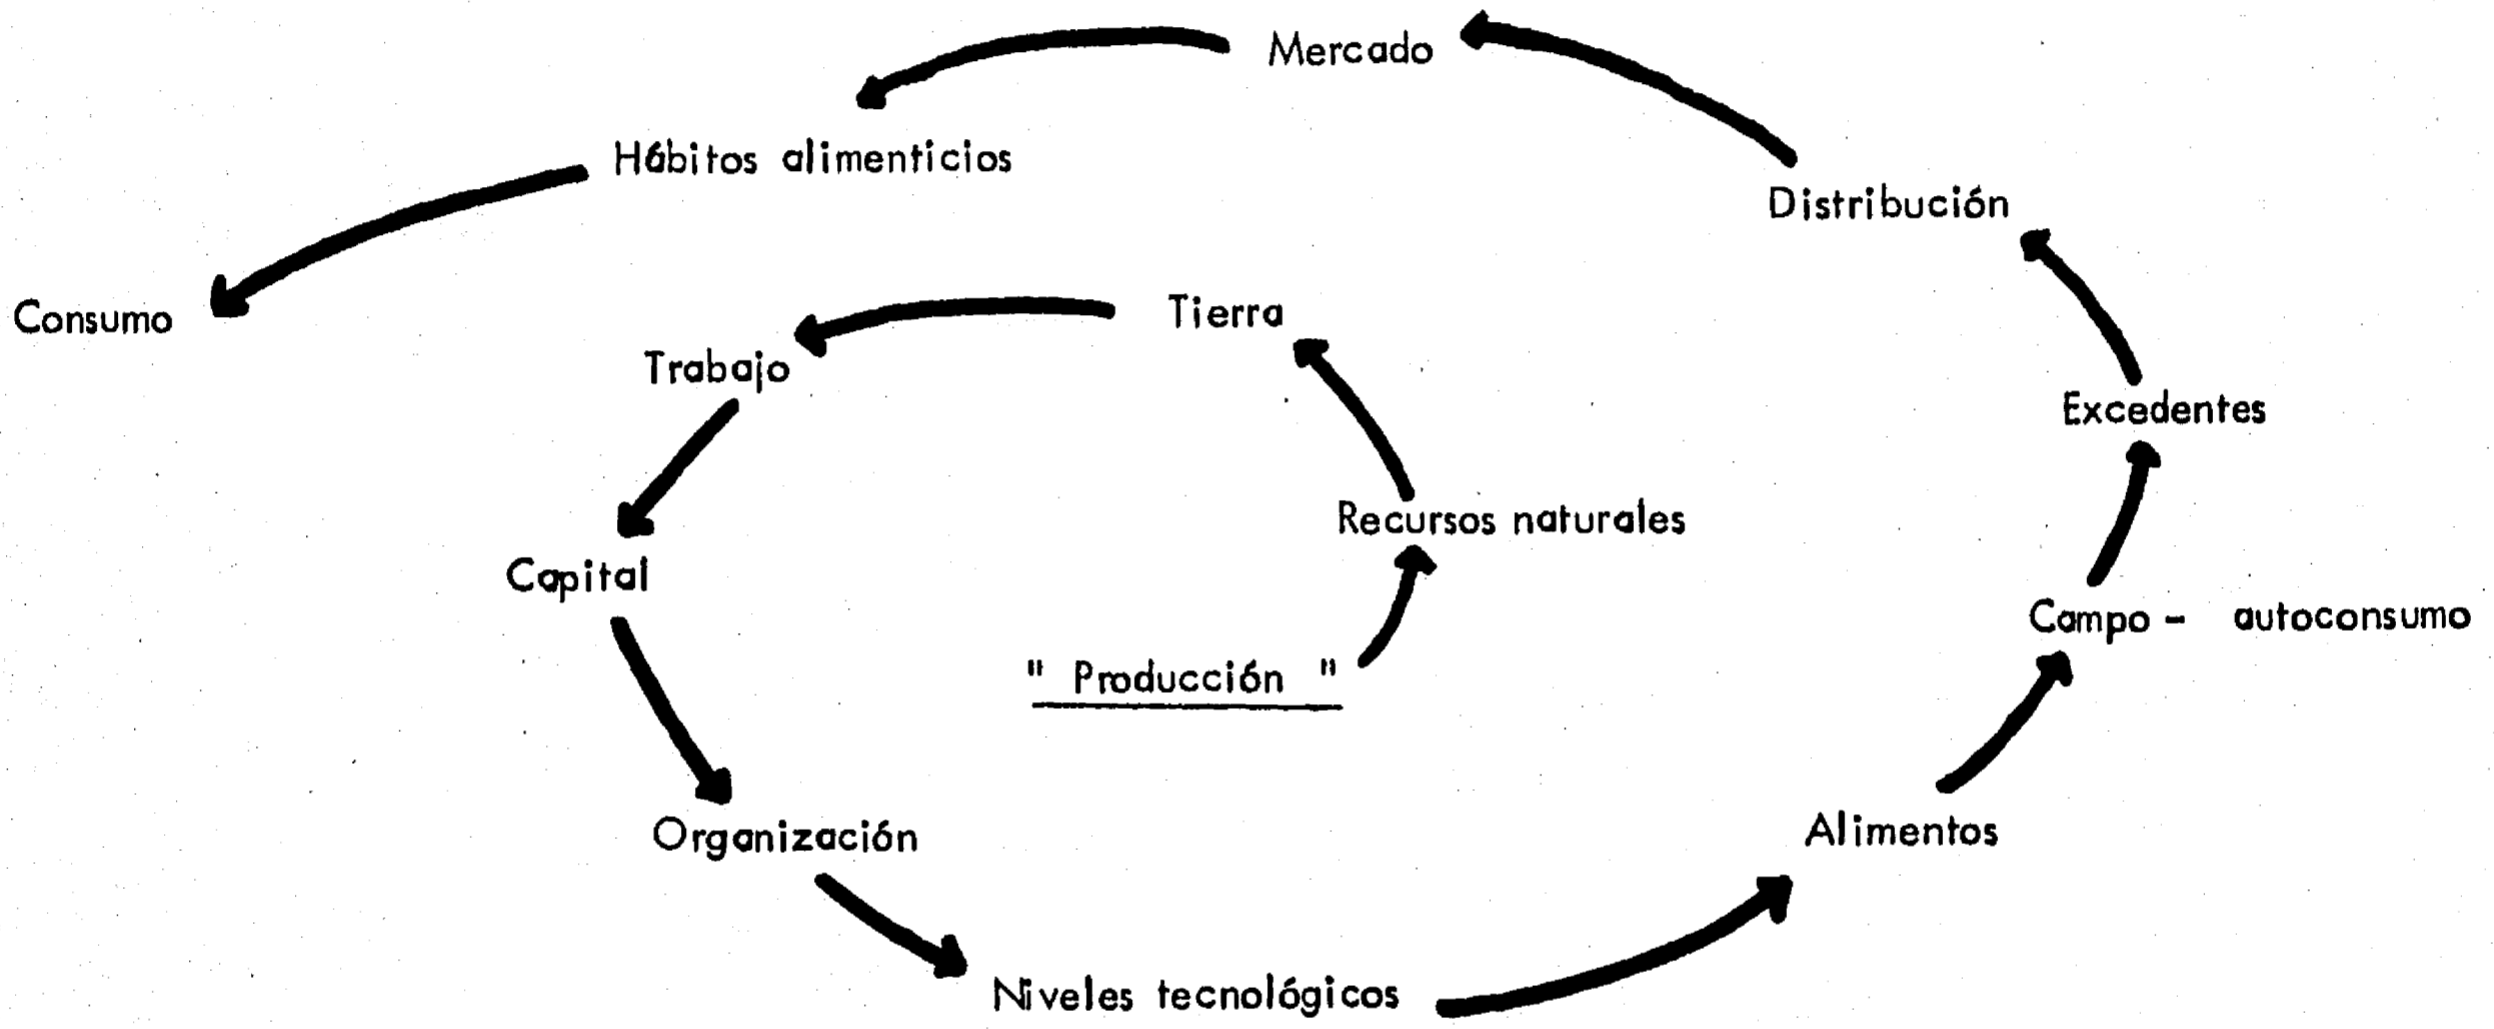 Mercado
Hábitos alimenticios
Distribución
Consumo
Tierra
Trabajo
Excedentes
Recursos naturales
Capital
Campo - autoconsumo
" Producción "
Organización
Alimentos
Niveles tecnológicos